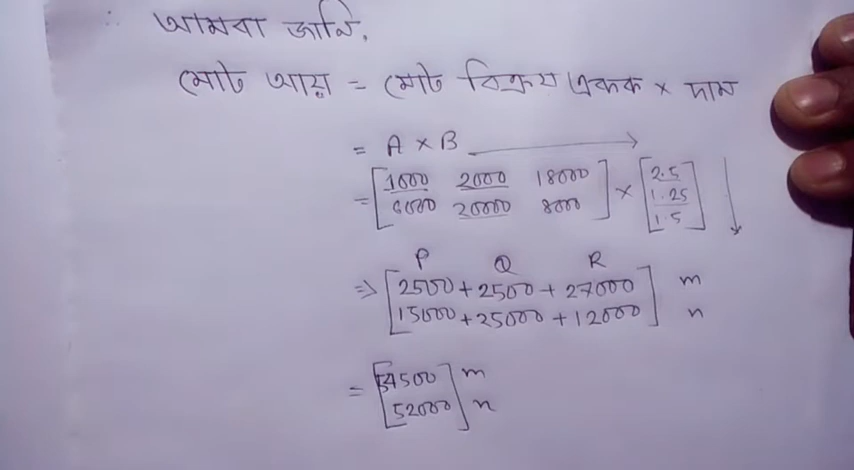 ∴ আমরা জানি,
মোট আয় = মোট বিক্রয় একক × দাম
= A × B ⟶
= [1000 2000 18000 × [2.5
6000 20000 8000] 1.25
1.5]
P Q R
⇒ [2500 + 2500 + 27000 m
15000 + 25000 + 12000] n
= [34500 m
52000] n